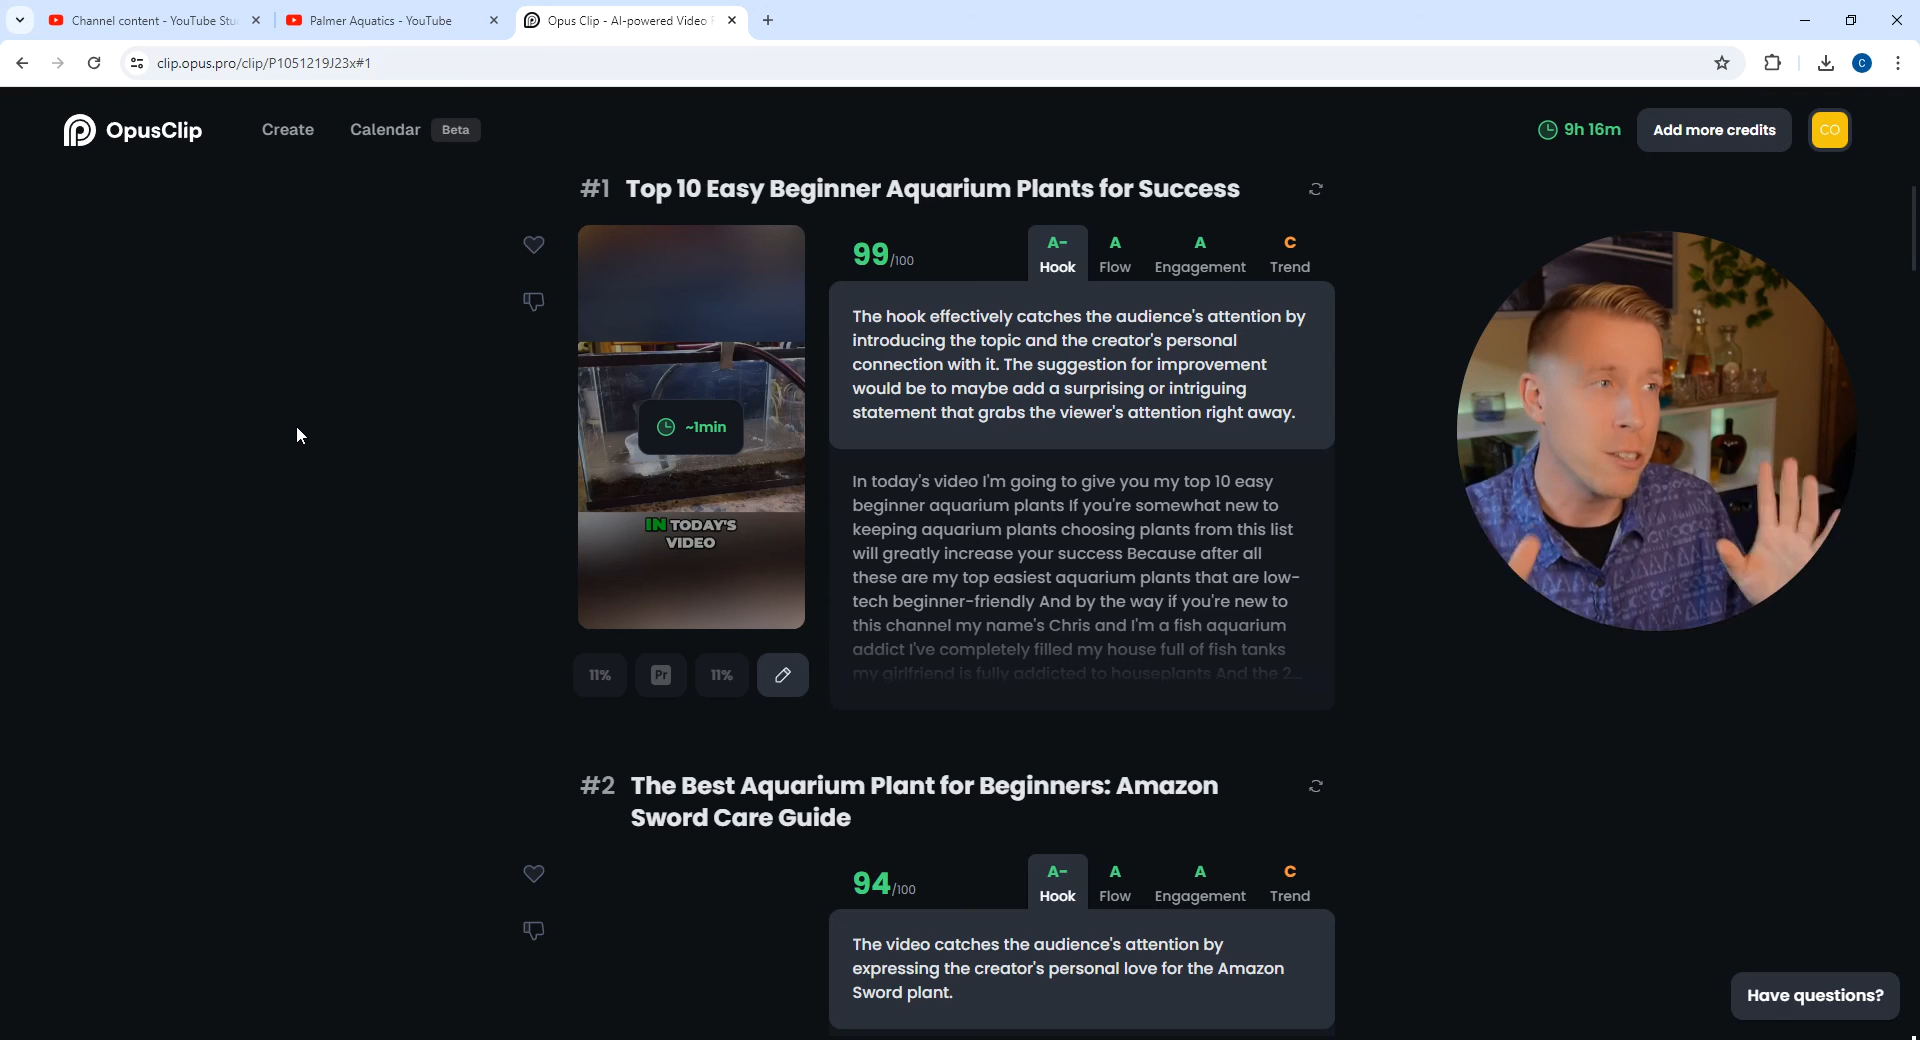 Channel content - YouTube Stu
Palmer Aquatics - YouTube
Opus Clip - AI-powered Video
clip.opus.pro/clip/P1051219J23x#1
C
OpusClip
Create
Calendar
Beta
9h 16m
Add more credits
CO
#1 Top 10 Easy Beginner Aquarium Plants for Success
99/100
A- Hook
A Flow
A Engagement
C Trend
The hook effectively catches the audience's attention by
introducing the topic and the creator's personal
connection with it. The suggestion for improvement
would be to maybe add a surprising or intriguing
statement that grabs the viewer's attention right away.
~1min
IN TODAY'S
VIDEO
In today's video I'm going to give you my top 10 easy
beginner aquarium plants If you're somewhat new to
keeping aquarium plants choosing plants from this list
will greatly increase your success Because after all
these are my top easiest aquarium plants that are low-
tech beginner-friendly And by the way if you're new to
this channel my name's Chris and I'm a fish aquarium
addict I've completely filled my house full of fish tanks
my girlfriend is fully addicted to houseplants And the 2...
11%
Pr
11%
#2 The Best Aquarium Plant for Beginners: Amazon
Sword Care Guide
94/100
A- Hook
A Flow
A Engagement
C Trend
The video catches the audience's attention by
expressing the creator's personal love for the Amazon
Sword plant.
Have questions?